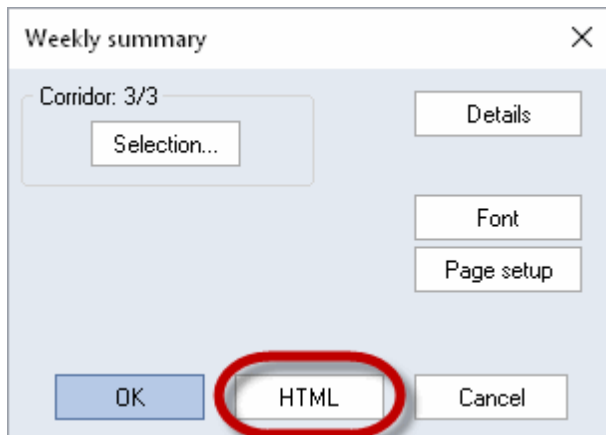 Weekly summary
Corridor: 3/3
Details
Selection...
Font
Page setup
OK HTML Cancel